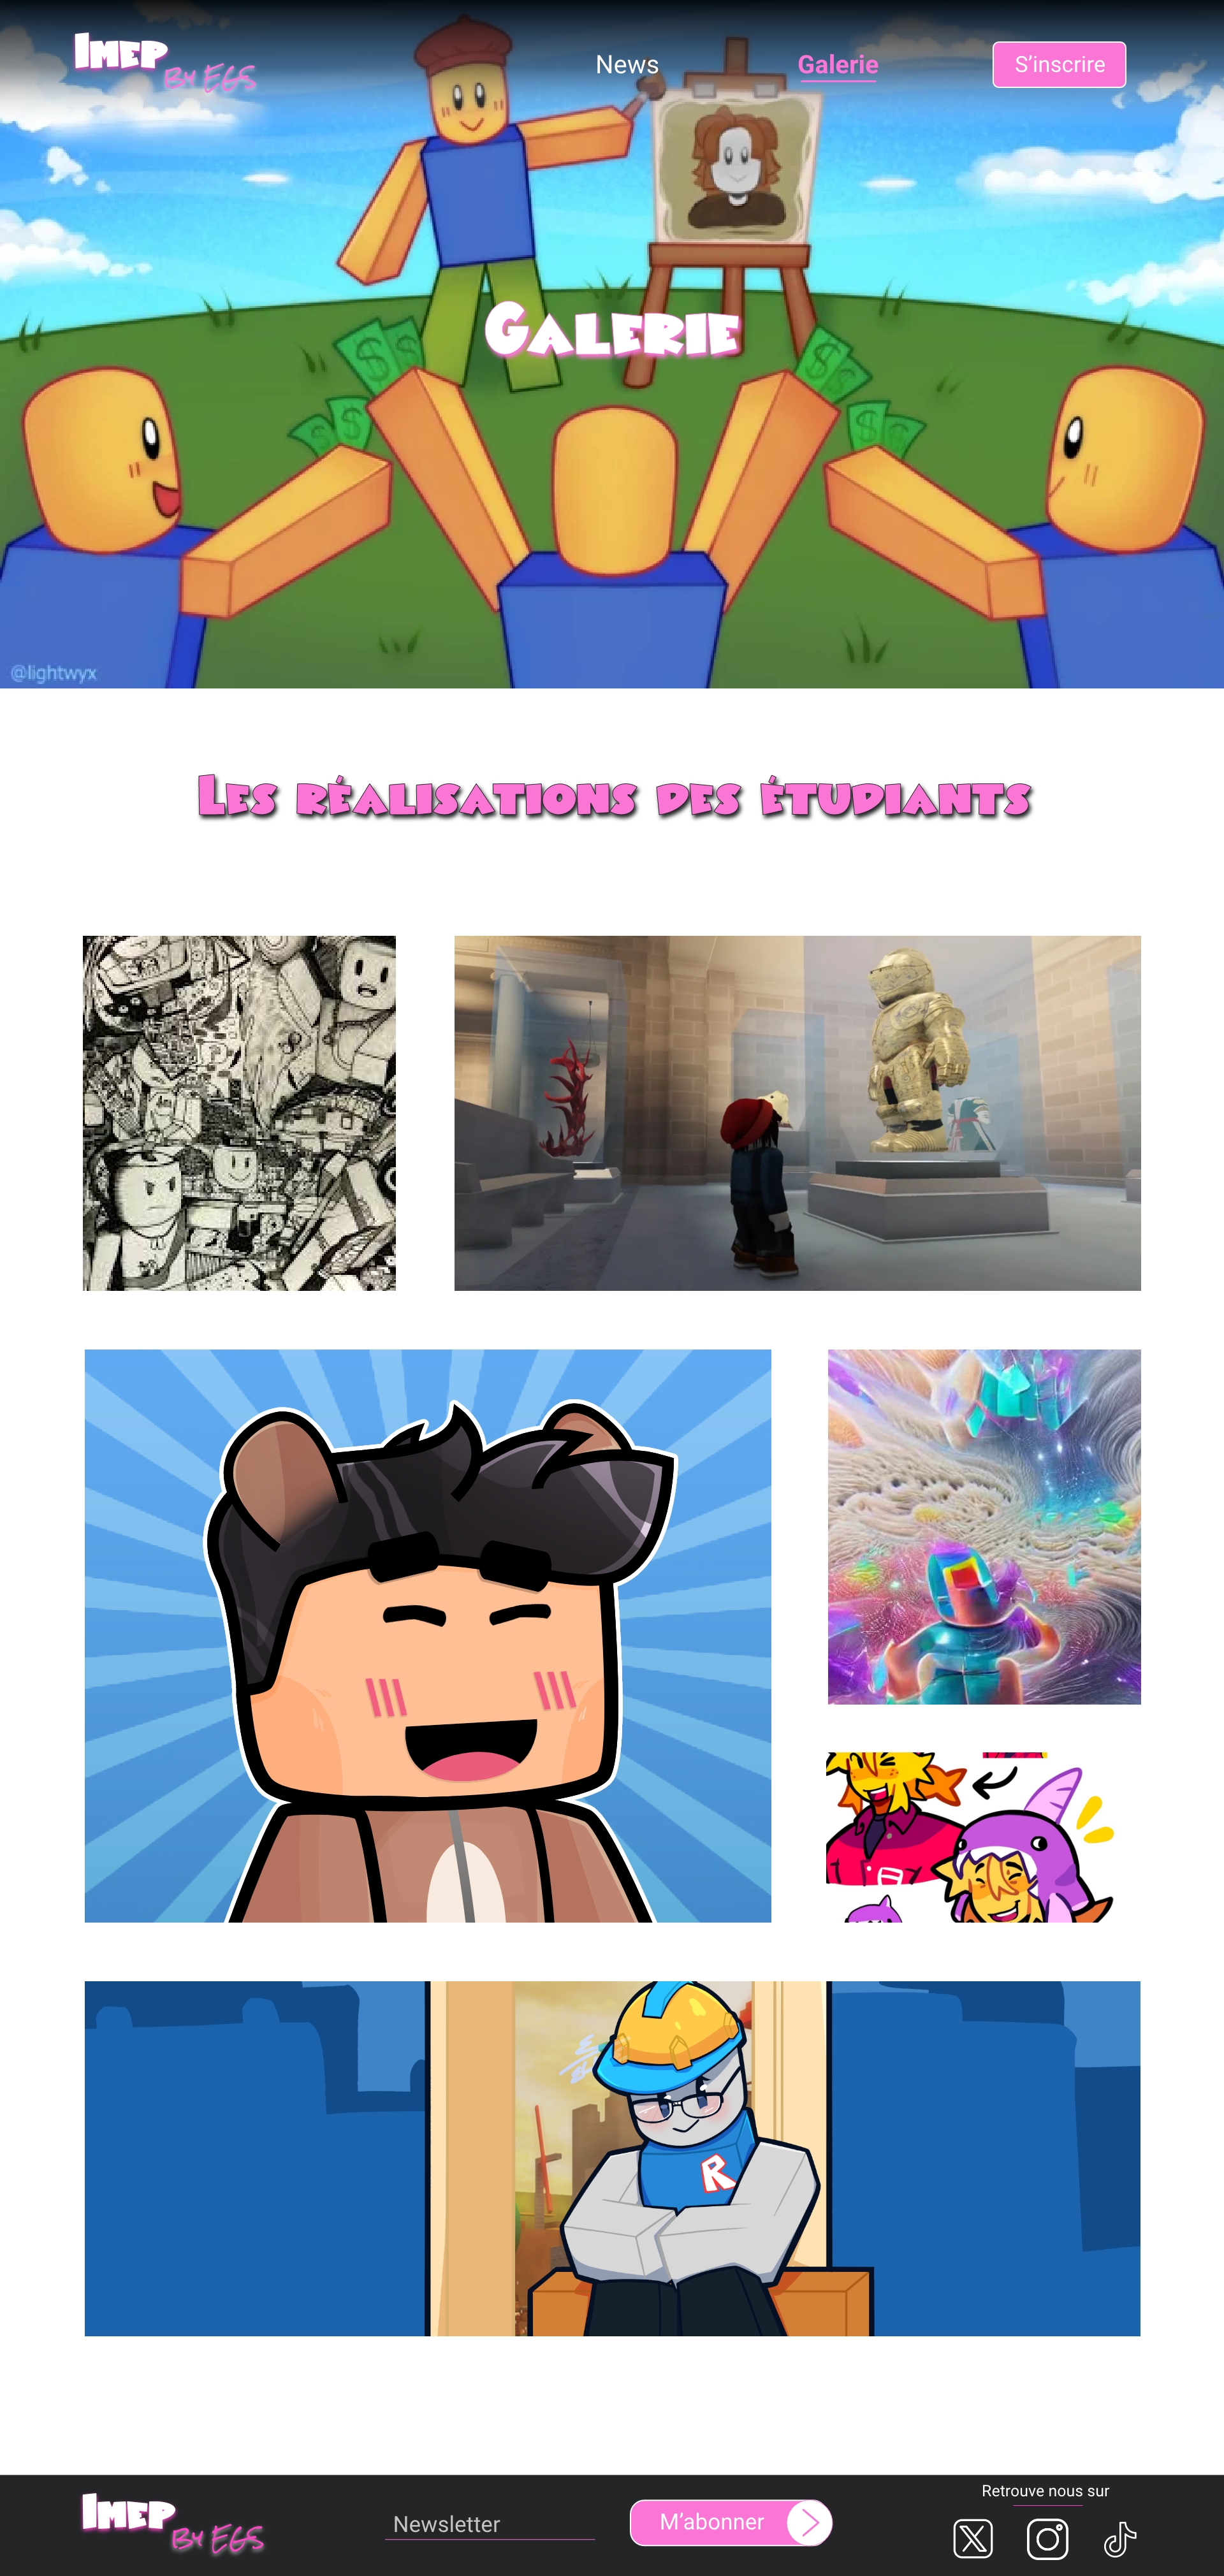 Imep
By EGS
News
Galerie
S'inscrire
Galerie
@lightwyx
Les réalisations des étudiants
R
Imep
By EGS
Newsletter
M'abonner
Retrouve nous sur